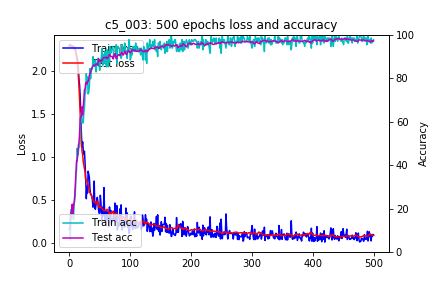 c5_003: 500 epochs loss and accuracy
Train loss
Test loss
Train acc
Test acc
Loss
Accuracy
2.0
1.5
1.0
0.5
0.0
100
80
60
40
20
0
0
100
200
300
400
500